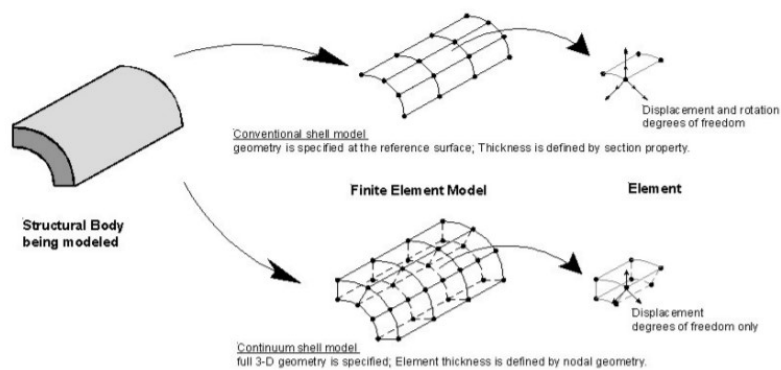 Displacement and rotation
degrees of freedom
Conventional shell model
geometry is specified at the reference surface; Thickness is defined by section property.
Finite Element Model
Element
Structural Body
being modeled
Displacement
degrees of freedom only
Continuum shell model
full 3-D geometry is specified; Element thickness is defined by nodal geometry.